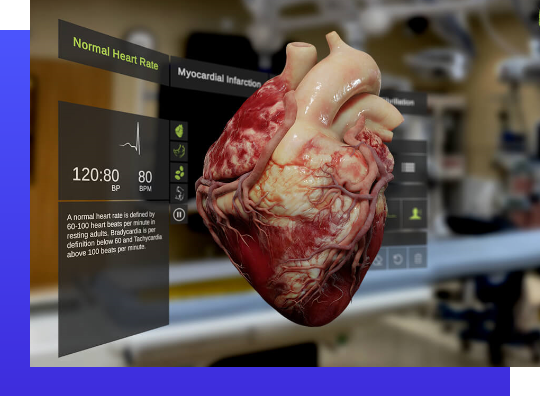 Normal Heart Rate
Myocardial Infarction
120:80
BP
80
BPM
A normal heart rate is defined by
60-100 heart beats per minute in
resting adults. Bradycardia is per
definition below 60 and Tachycardia
above 100 beats per minute.